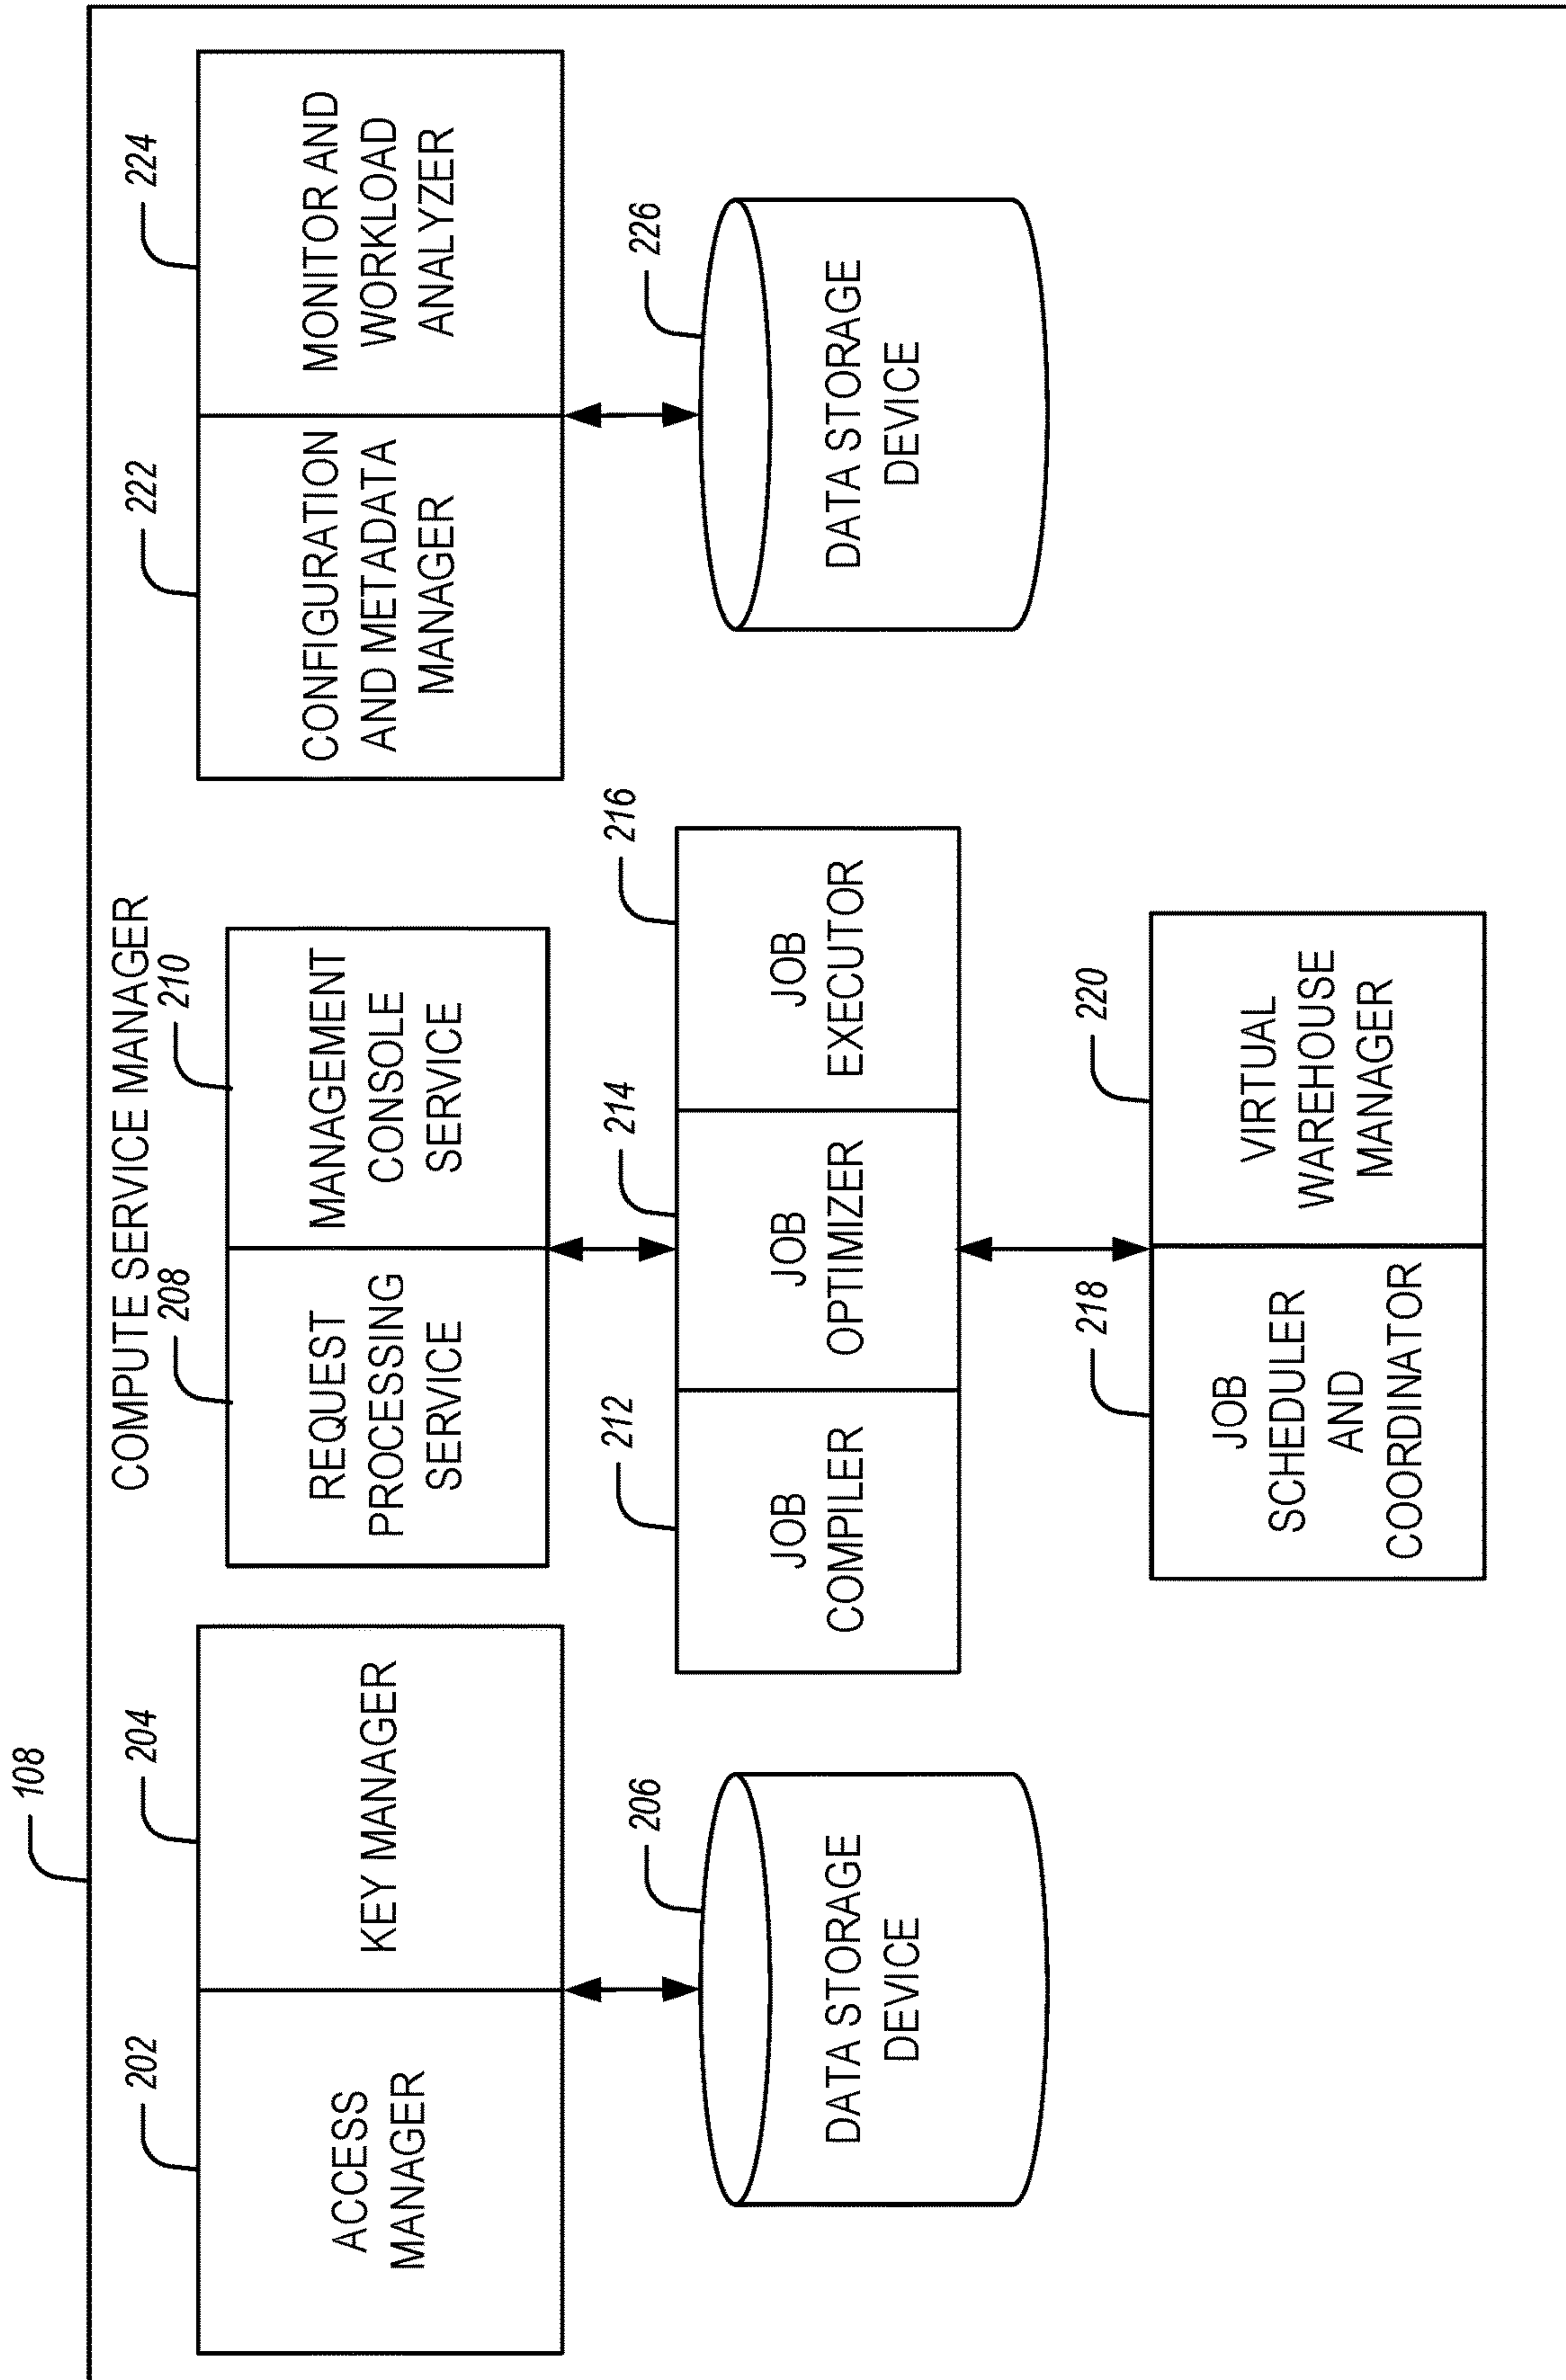 108
COMPUTE SERVICE MANAGER
202
204
208
210
222
224
ACCESS
MANAGER
KEY MANAGER
REQUEST
PROCESSING
SERVICE
MANAGEMENT
CONSOLE
SERVICE
CONFIGURATION
AND METADATA
MANAGER
MONITOR AND
WORKLOAD
ANALYZER
206
DATA STORAGE
DEVICE
212
214
216
JOB
COMPILER
JOB
OPTIMIZER
JOB
EXECUTOR
226
DATA STORAGE
DEVICE
218
220
JOB
SCHEDULER
AND
COORDINATOR
VIRTUAL
WAREHOUSE
MANAGER